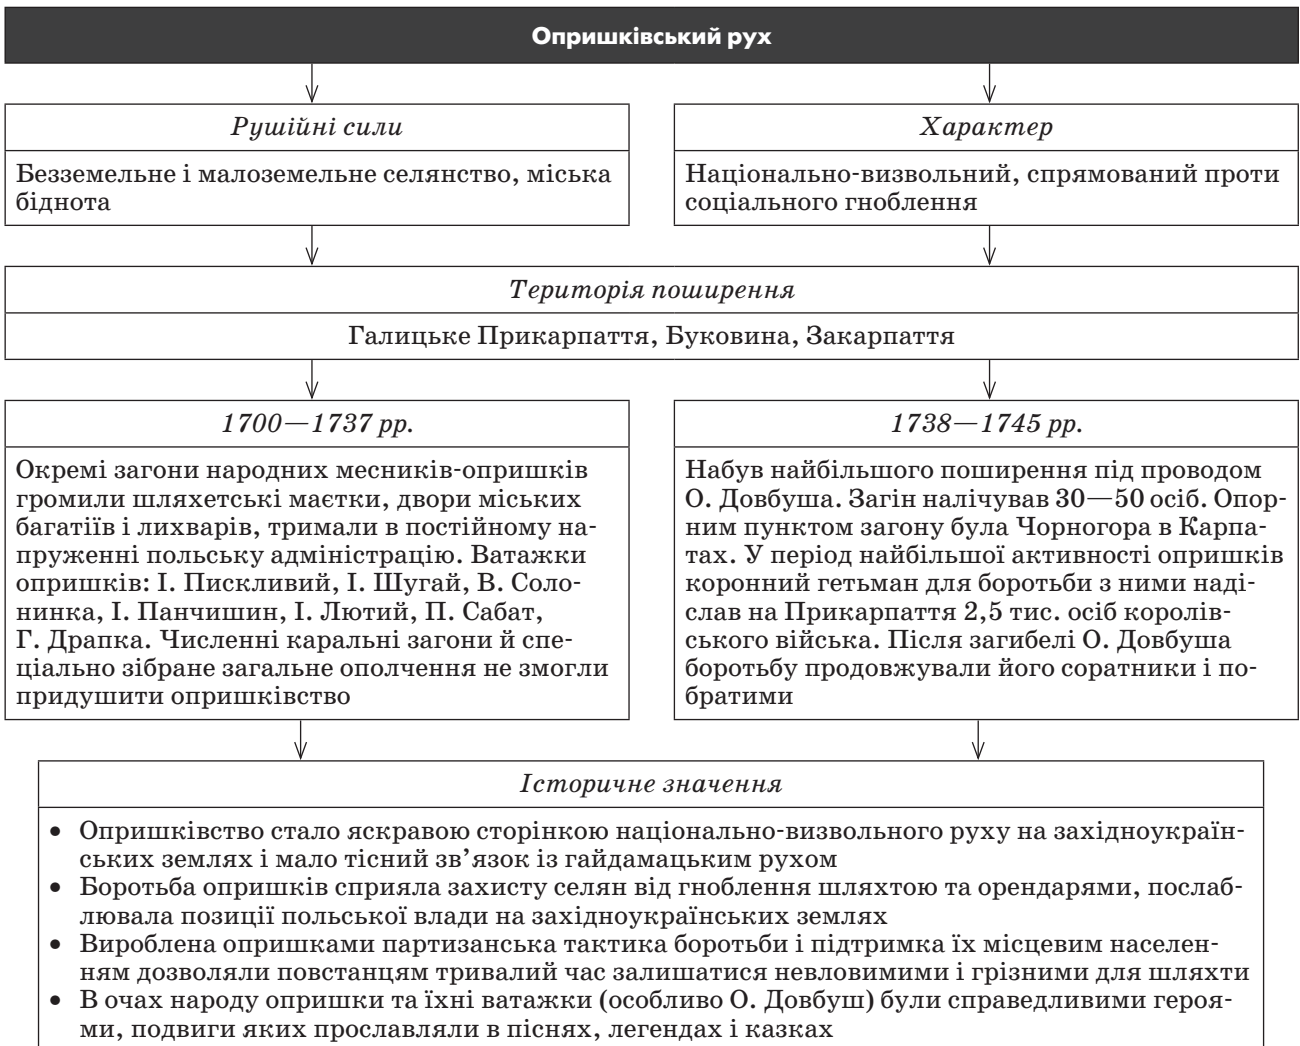 Опришківський рух
Рушійні сили
Безземельне і малоземельне селянство, міська
біднота
Характер
Національно-визвольний, спрямований проти
соціального гноблення
Територія поширення
Галицьке Прикарпаття, Буковина, Закарпаття
1700—1737 рр.
Окремі загони народних месників-опришків
громили шляхетські маєтки, двори міських
багатіїв і лихварів, тримали в постійному на-
пруженні польську адміністрацію. Ватажки
опришків: І. Пискливий, І. Шугай, В. Соло-
нинка, І. Панчишин, І. Лютий, П. Сабат,
Г. Драпка. Численні каральні загони й спе-
ціально зібране загальне ополчення не змогли
придушити опришківство
1738—1745 рр.
Набув найбільшого поширення під проводом
О. Довбуша. Загін налічував 30—50 осіб. Опор-
ним пунктом загону була Чорногора в Карпа-
тах. У період найбільшої активності опришків
коронний гетьман для боротьби з ними наді-
слав на Прикарпаття 2,5 тис. осіб королів-
ського війська. Після загибелі О. Довбуша
боротьбу продовжували його соратники і по-
братими
Історичне значення
• Опришківство стало яскравою сторінкою національно-визвольного руху на західноукраїн-
ських землях і мало тісний зв’язок із гайдамацьким рухом
• Боротьба опришків сприяла захисту селян від гноблення шляхтою та орендарями, послаб-
лювала позиції польської влади на західноукраїнських землях
• Вироблена опришками партизанська тактика боротьби і підтримка їх місцевим населен-
ням дозволяли повстанцям тривалий час залишатися невловимими і грізними для шляхти
• В очах народу опришки та їхні ватажки (особливо О. Довбуш) були справедливими героя-
ми, подвиги яких прославляли в піснях, легендах і казках